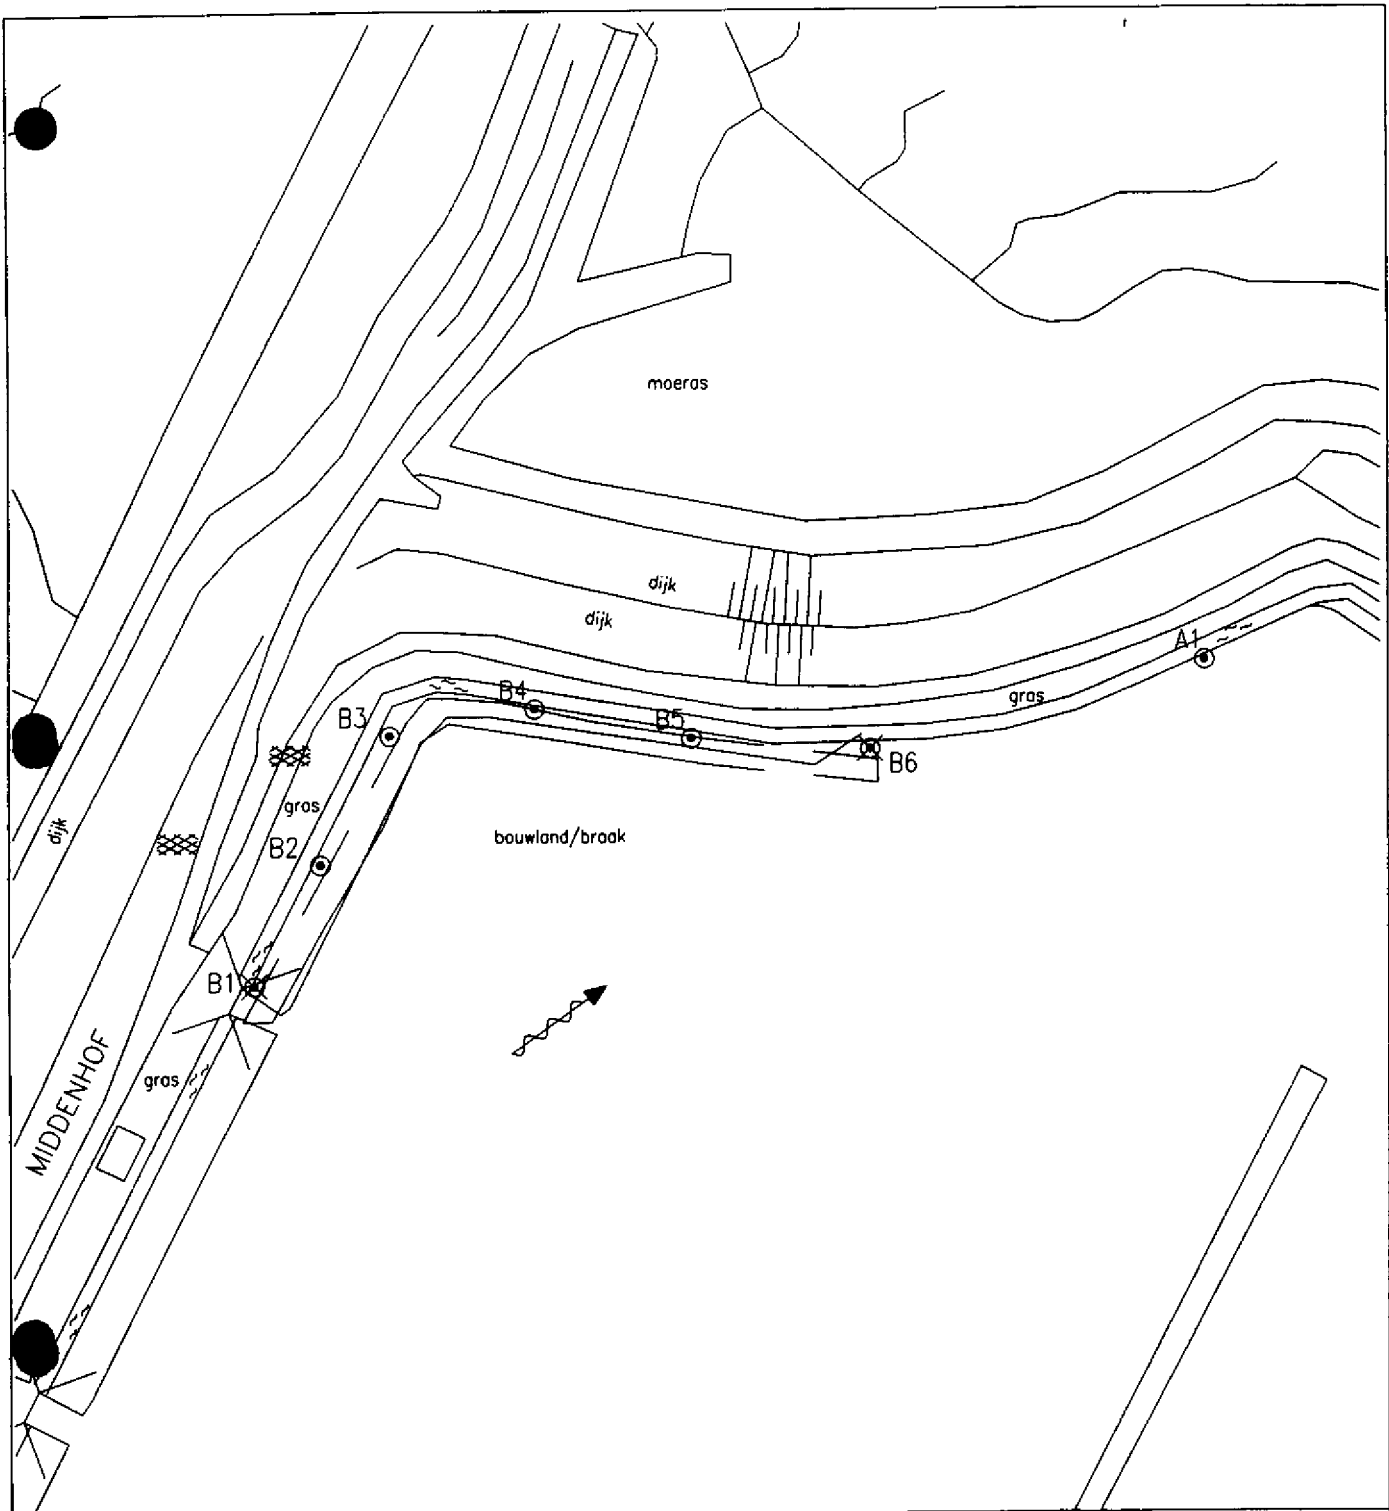 moeras
dijk
dijk
A1
gras
B4
B3
B5
B6
gras
dijk
bouwland/braak
B2
B1
MIDDENHOF
gras